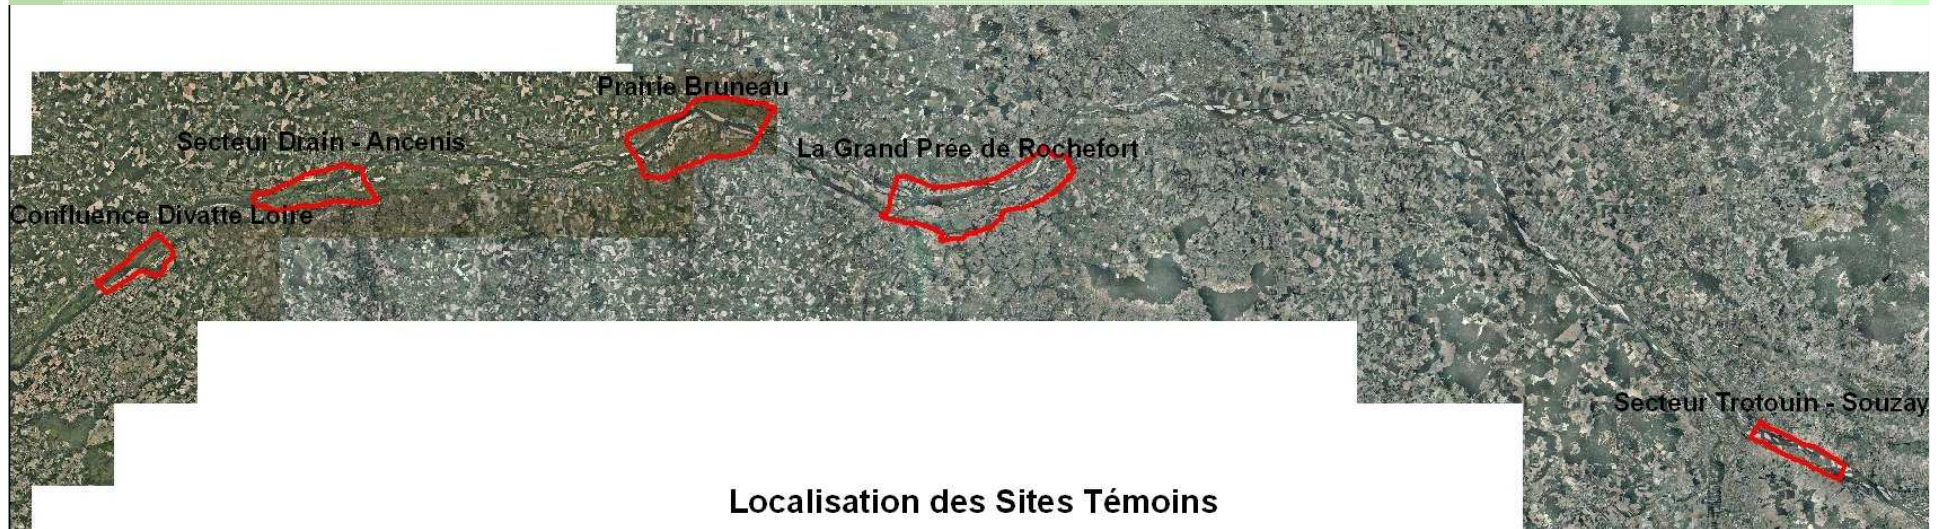 Prairie Bruneau
Secteur Drain - Ancenis
La Grand Prée de Rochefort
Confluence Divatte Loire
Secteur Trotouin - Souzay
Localisation des Sites Témoins